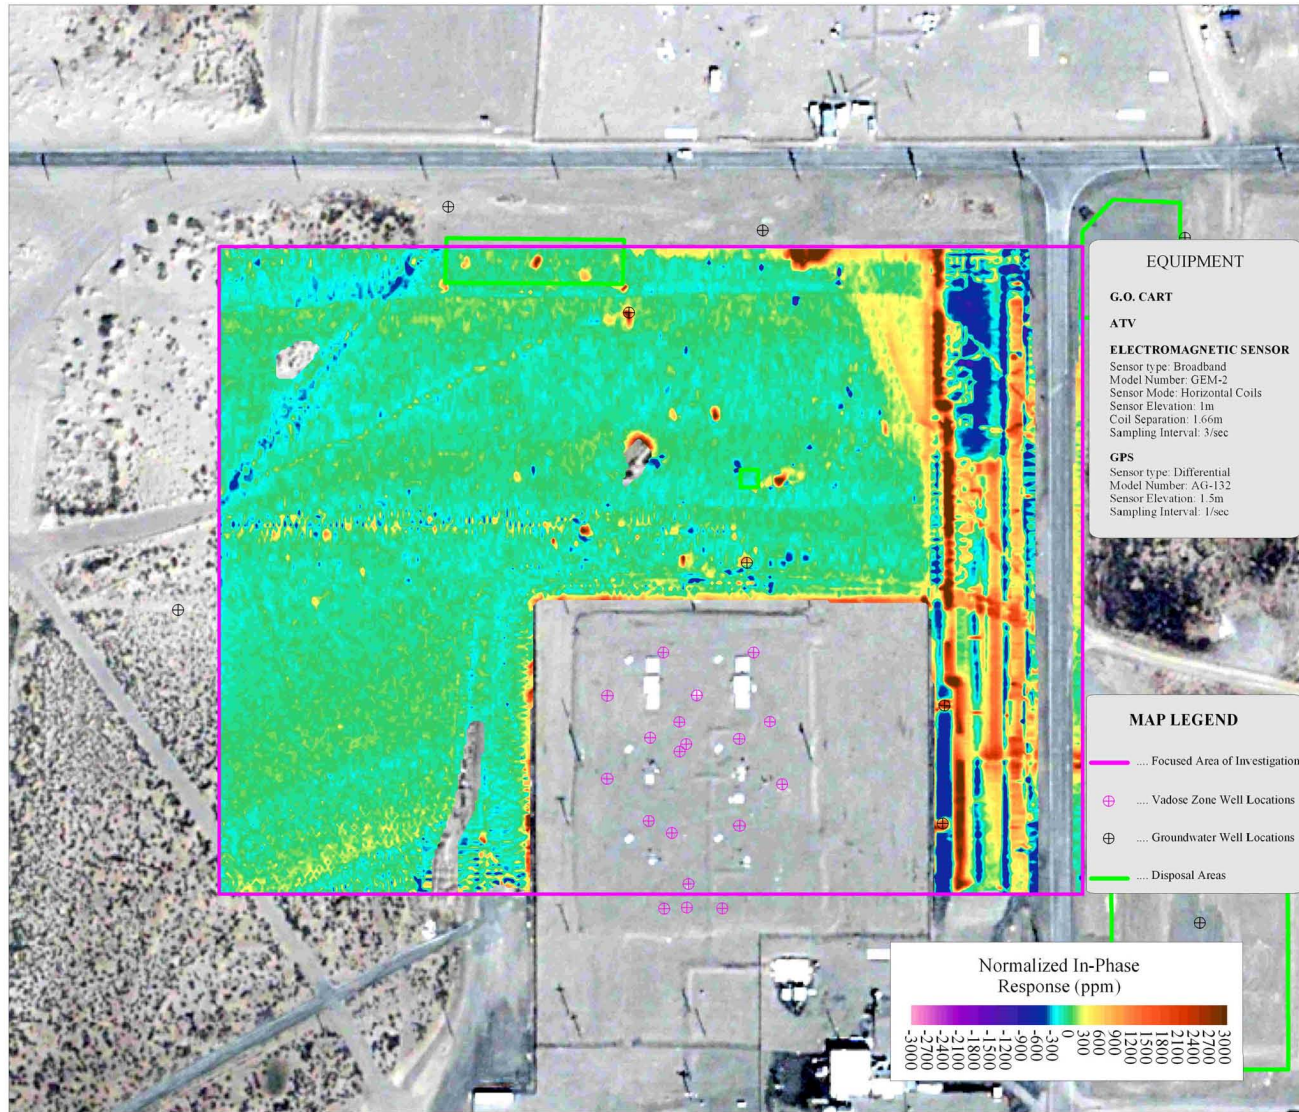 EQUIPMENT
G.O. CART
ATV
ELECTROMAGNETIC SENSOR
Sensor type: Broadband
Model Number: GEM-2
Sensor Mode: Horizontal Coils
Sensor Elevation: 1m
Coil Separation: 1.66m
Sampling Interval: 3/sec
GPS
Sensor type: Differential
Model Number: AG-132
Sensor Elevation: 1.5m
Sampling Interval: 1/sec
MAP LEGEND
.... Focused Area of Investigation
.... Vadose Zone Well Locations
.... Groundwater Well Locations
.... Disposal Areas
Normalized In-Phase
Response (ppm)
-3000 -2700 -2400 -2100 -1800 -1500 -1200 -900 -600 -300 0 300 600 900 1200 1500 1800 2100 2400 2700 3000